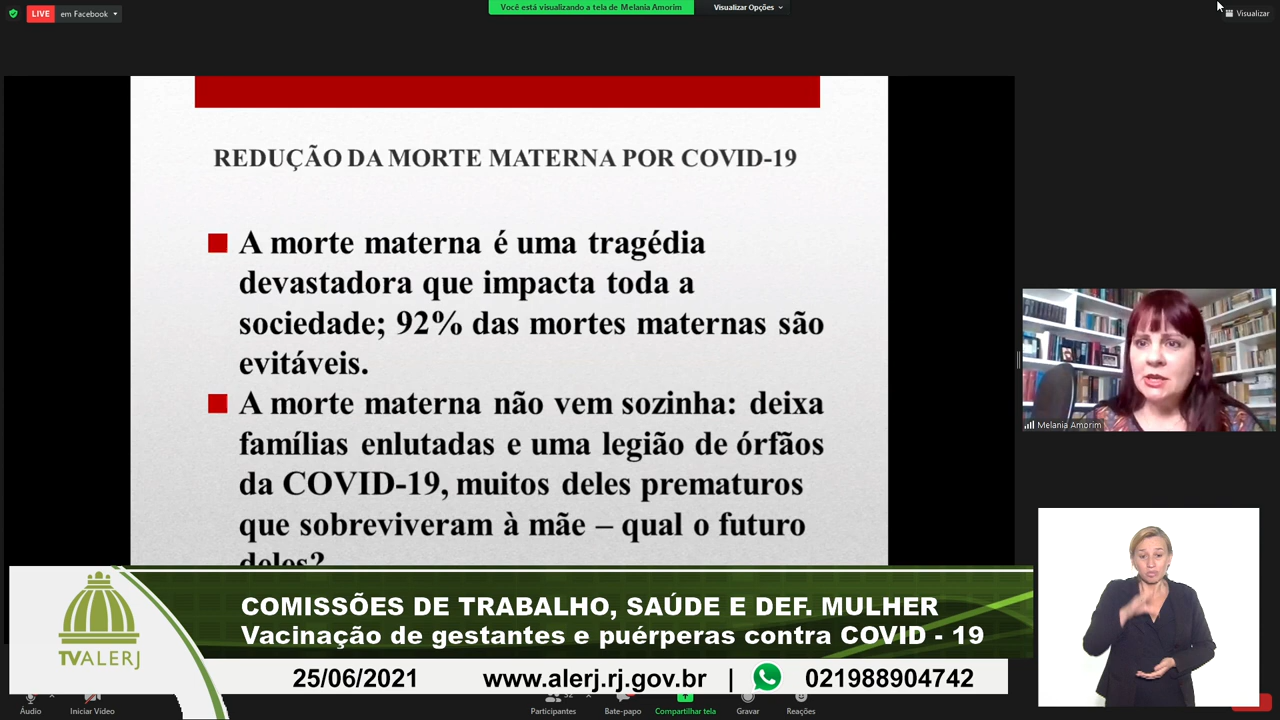 LIVE em Facebook
Você está visualizando a tela de Melania Amorim Visualizar Opções
Visualizar
REDUÇÃO DA MORTE MATERNA POR COVID-19
A morte materna é uma tragédia
devastadora que impacta toda a
sociedade; 92% das mortes maternas são
evitáveis.
A morte materna não vem sozinha: deixa
famílias enlutadas e uma legião de órfãos
da COVID-19, muitos deles prematuros
que sobreviveram à mãe – qual o futuro
deles?
Melania Amorim
TVALERJ
COMISSÕES DE TRABALHO, SAÚDE E DEF. MULHER
Vacinação de gestantes e puérperas contra COVID - 19
25/06/2021 www.alerj.rj.gov.br | 021988904742
Áudio Iniciar Vídeo Participantes Bate-papo Compartilhar tela Gravar Reações